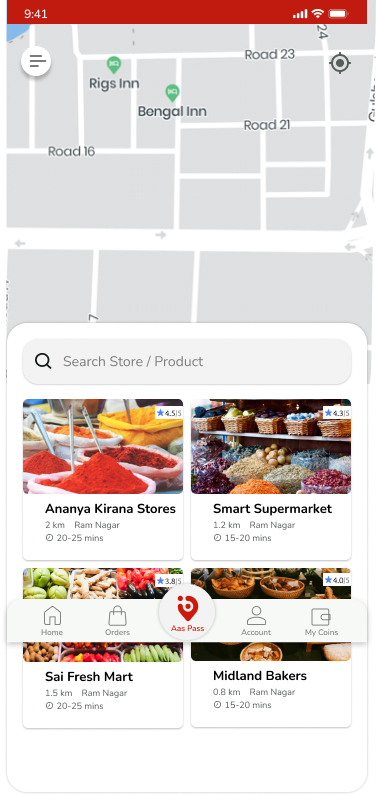 9:41
24
Road 23
Rigs Inn
Bengal Inn
Road 21
Road 16
7
Search Store / Product
4.5/5
4.3/5
Ananya Kirana Stores
Smart Supermarket
2 km Ram Nagar
1.2 km Ram Nagar
20-25 mins
15-20 mins
3.8/5
4.0/5
Home
Orders
Aas Pass
Account
My Coins
Sai Fresh Mart
Midland Bakers
1.5 km Ram Nagar
0.8 km Ram Nagar
20-25 mins
15-20 mins